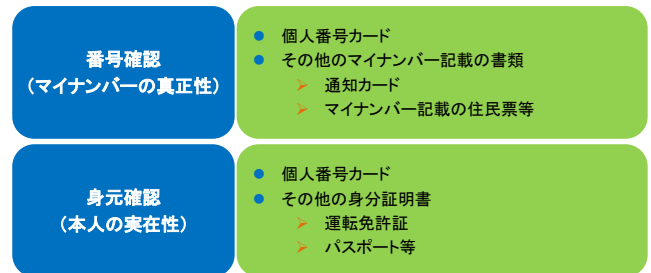 番号確認
(マイナンバーの真正性)
● 個人番号カード
● その他のマイナンバー記載の書類
➢ 通知カード
➢ マイナンバー記載の住民票等
身元確認
(本人の実在性)
● 個人番号カード
● その他の身分証明書
➢ 運転免許証
➢ パスポート等